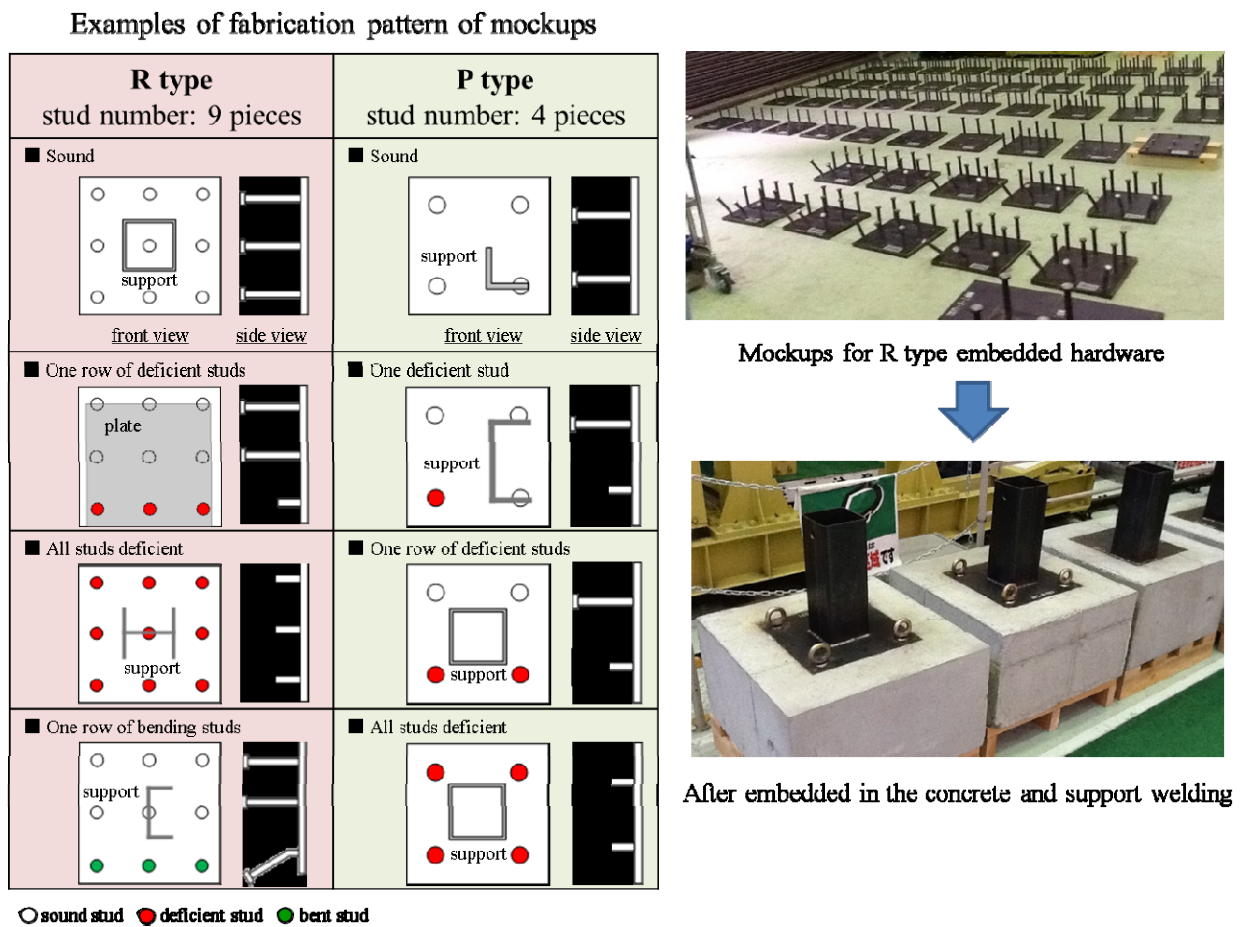 Examples of fabrication pattern of mockups
R type
stud number: 9 pieces
P type
stud number: 4 pieces
■ Sound
support
front view
side view
■ Sound
support
front view
side view
■ One row of deficient studs
plate
■ One deficient stud
support
■ All studs deficient
support
■ One row of deficient studs
support
■ One row of bending studs
support
■ All studs deficient
support
sound stud
deficient stud
bent stud
Mockups for R type embedded hardware
域です
After embedded in the concrete and support welding